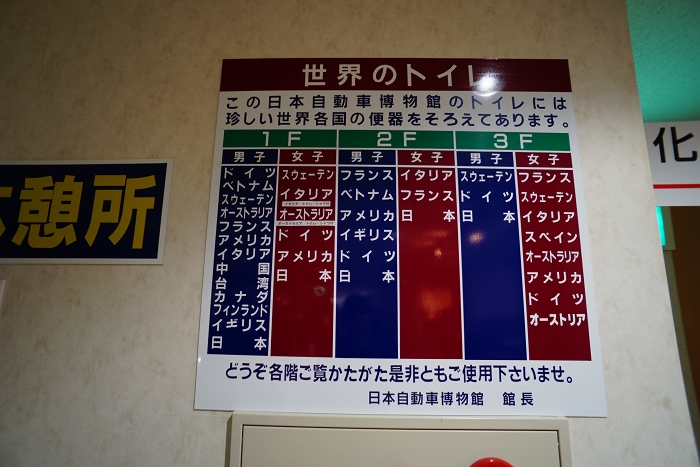 世界のトイレ
この日本自動車博物館のトイレには
珍しい世界各国の便器をそろえてあります。
1F 2F 3F
男子 女子 男子 女子 男子 女子
ドイツ
ベトナム
スウェーデン
オーストラリア
フランス
アメリカ
イタリア
中国
台湾
カナダ
フィンランド
イギリス
日本
スウェーデン
イタリア
オーストラリア
ドイツ
アメリカ
日本
フランス
ベトナム
アメリカ
イギリス
ドイツ
日本
イタリア
フランス
日本
スウェーデン
ドイツ
日本
フランス
スウェーデン
イタリア
スペイン
オーストラリア
アメリカ
ドイツ
オーストリア
どうぞ各階ご覧かたがた是非ともご使用下さいませ。
日本自動車博物館 館長
憩所
化